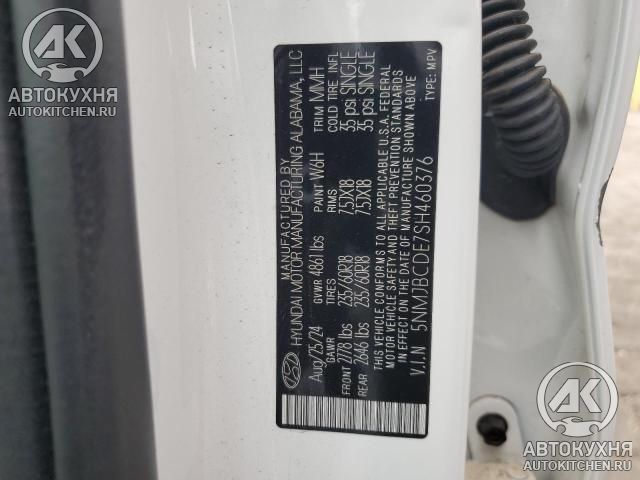 AK
АВТОКУХНЯ
AUTOKITCHEN.RU
MANUFACTURED BY
HYUNDAI MOTOR MANUFACTURING ALABAMA, LLC
Aug/25/24 GVWR 4861 lbs PAINT W6H TRIM MMH
GAWR TIRES RIMS COLD TIRE INFL
FRONT 2778 lbs 235/60R18 7.5JX18 35 psi SINGLE
REAR 2646 lbs 235/60R18 7.5JX18 35 psi SINGLE
THIS VEHICLE CONFORMS TO ALL APPLICABLE U.S.A. FEDERAL
MOTOR VEHICLE SAFETY AND THEFT PREVENTION STANDARDS
IN EFFECT ON THE DATE OF MANUFACTURE SHOWN ABOVE
V.I.N 5NMJBCDE7SH460376 TYPE: MPV
AK
АВТОКУХНЯ
AUTOKITCHEN.RU